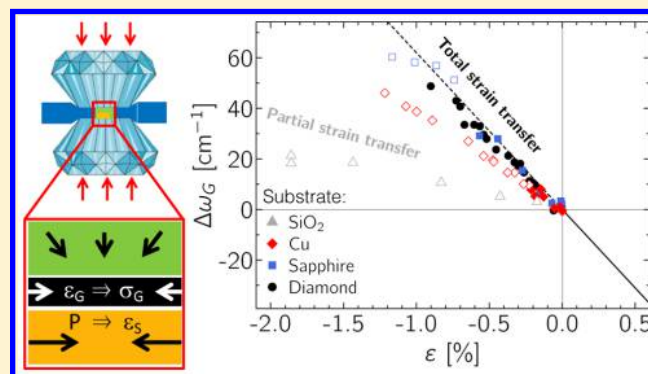 ε_G ⇒ σ_G
P ⇒ ε_S
Δω_G [cm⁻¹]
60
40
20
0
-20
Total strain transfer
Partial strain transfer
Substrate:
SiO₂
Cu
Sapphire
Diamond
-2.0 -1.5 -1.0 -0.5 0.0 0.5
ε [%]